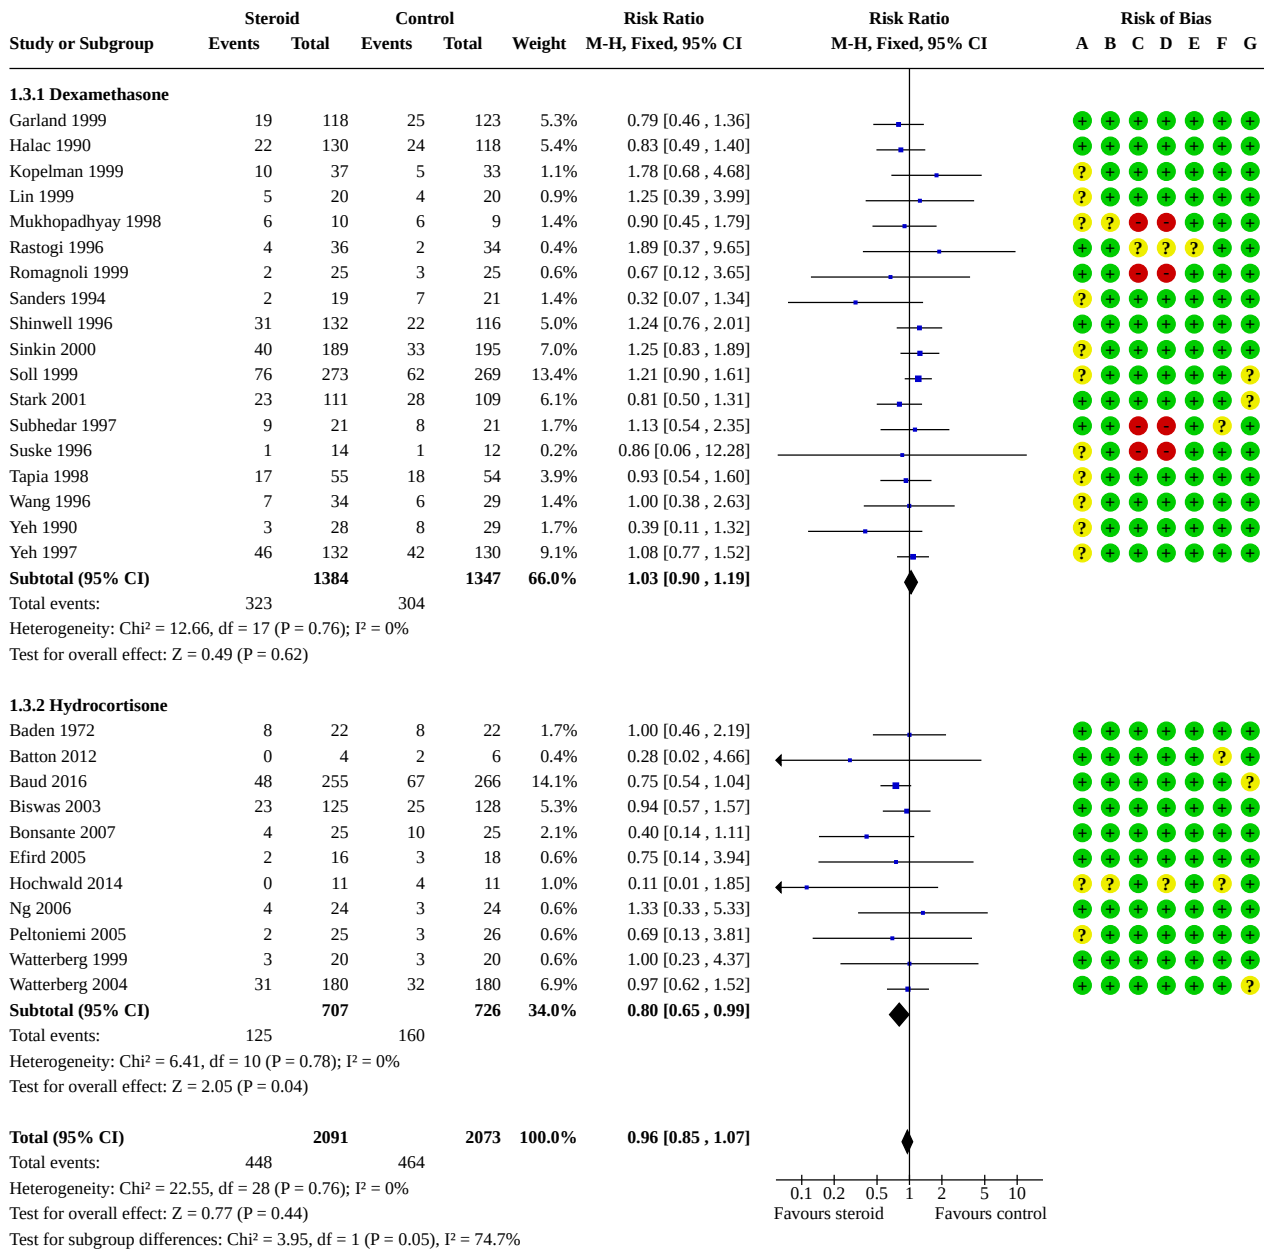 Steroid Control Risk Ratio Risk Ratio Risk of Bias
Study or Subgroup Events Total Events Total Weight M-H, Fixed, 95% CI M-H, Fixed, 95% CI A B C D E F G
1.3.1 Dexamethasone
Garland 1999 19 118 25 123 5.3% 0.79 [0.46 , 1.36] + + + + + + +
Halac 1990 22 130 24 118 5.4% 0.83 [0.49 , 1.40] + + + + + + +
Kopelman 1999 10 37 5 33 1.1% 1.78 [0.68 , 4.68] ? + + + + + +
Lin 1999 5 20 4 20 0.9% 1.25 [0.39 , 3.99] ? + + + + + +
Mukhopadhyay 1998 6 10 6 9 1.4% 0.90 [0.45 , 1.79] ? ? - - + + +
Rastogi 1996 4 36 2 34 0.4% 1.89 [0.37 , 9.65] + + ? ? ? + +
Romagnoli 1999 2 25 3 25 0.6% 0.67 [0.12 , 3.65] + + - - + + +
Sanders 1994 2 19 7 21 1.4% 0.32 [0.07 , 1.34] ? + + + + + +
Shinwell 1996 31 132 22 116 5.0% 1.24 [0.76 , 2.01] + + + + + + +
Sinkin 2000 40 189 33 195 7.0% 1.25 [0.83 , 1.89] ? + + + + + +
Soll 1999 76 273 62 269 13.4% 1.21 [0.90 , 1.61] ? + + + + + ?
Stark 2001 23 111 28 109 6.1% 0.81 [0.50 , 1.31] + + + + + + ?
Subhedar 1997 9 21 8 21 1.7% 1.13 [0.54 , 2.35] + + - - + ? +
Suske 1996 1 14 1 12 0.2% 0.86 [0.06 , 12.28] ? + - - + + +
Tapia 1998 17 55 18 54 3.9% 0.93 [0.54 , 1.60] ? + + + + + +
Wang 1996 7 34 6 29 1.4% 1.00 [0.38 , 2.63] ? + + + + + +
Yeh 1990 3 28 8 29 1.7% 0.39 [0.11 , 1.32] ? + + + + + +
Yeh 1997 46 132 42 130 9.1% 1.08 [0.77 , 1.52] ? + + + + + +
Subtotal (95% CI) 1384 1347 66.0% 1.03 [0.90 , 1.19]
Total events: 323 304
Heterogeneity: Chi² = 12.66, df = 17 (P = 0.76); I² = 0%
Test for overall effect: Z = 0.49 (P = 0.62)
1.3.2 Hydrocortisone
Baden 1972 8 22 8 22 1.7% 1.00 [0.46 , 2.19] + + + + + + +
Batton 2012 0 4 2 6 0.4% 0.28 [0.02 , 4.66] + + + + + ? +
Baud 2016 48 255 67 266 14.1% 0.75 [0.54 , 1.04] + + + + + + ?
Biswas 2003 23 125 25 128 5.3% 0.94 [0.57 , 1.57] + + + + + + +
Bonsante 2007 4 25 10 25 2.1% 0.40 [0.14 , 1.11] + + + + + + +
Efird 2005 2 16 3 18 0.6% 0.75 [0.14 , 3.94] + + + + + + +
Hochwald 2014 0 11 4 11 1.0% 0.11 [0.01 , 1.85] ? ? + ? + ? +
Ng 2006 4 24 3 24 0.6% 1.33 [0.33 , 5.33] + + + + + + +
Peltoniemi 2005 2 25 3 26 0.6% 0.69 [0.13 , 3.81] ? + + + + + +
Watterberg 1999 3 20 3 20 0.6% 1.00 [0.23 , 4.37] + + + + + + +
Watterberg 2004 31 180 32 180 6.9% 0.97 [0.62 , 1.52] + + + + + + ?
Subtotal (95% CI) 707 726 34.0% 0.80 [0.65 , 0.99]
Total events: 125 160
Heterogeneity: Chi² = 6.41, df = 10 (P = 0.78); I² = 0%
Test for overall effect: Z = 2.05 (P = 0.04)
Total (95% CI) 2091 2073 100.0% 0.96 [0.85 , 1.07]
Total events: 448 464
Heterogeneity: Chi² = 22.55, df = 28 (P = 0.76); I² = 0%
0.1 0.2 0.5 1 2 5 10
Test for overall effect: Z = 0.77 (P = 0.44)
Favours steroid Favours control
Test for subgroup differences: Chi² = 3.95, df = 1 (P = 0.05), I² = 74.7%